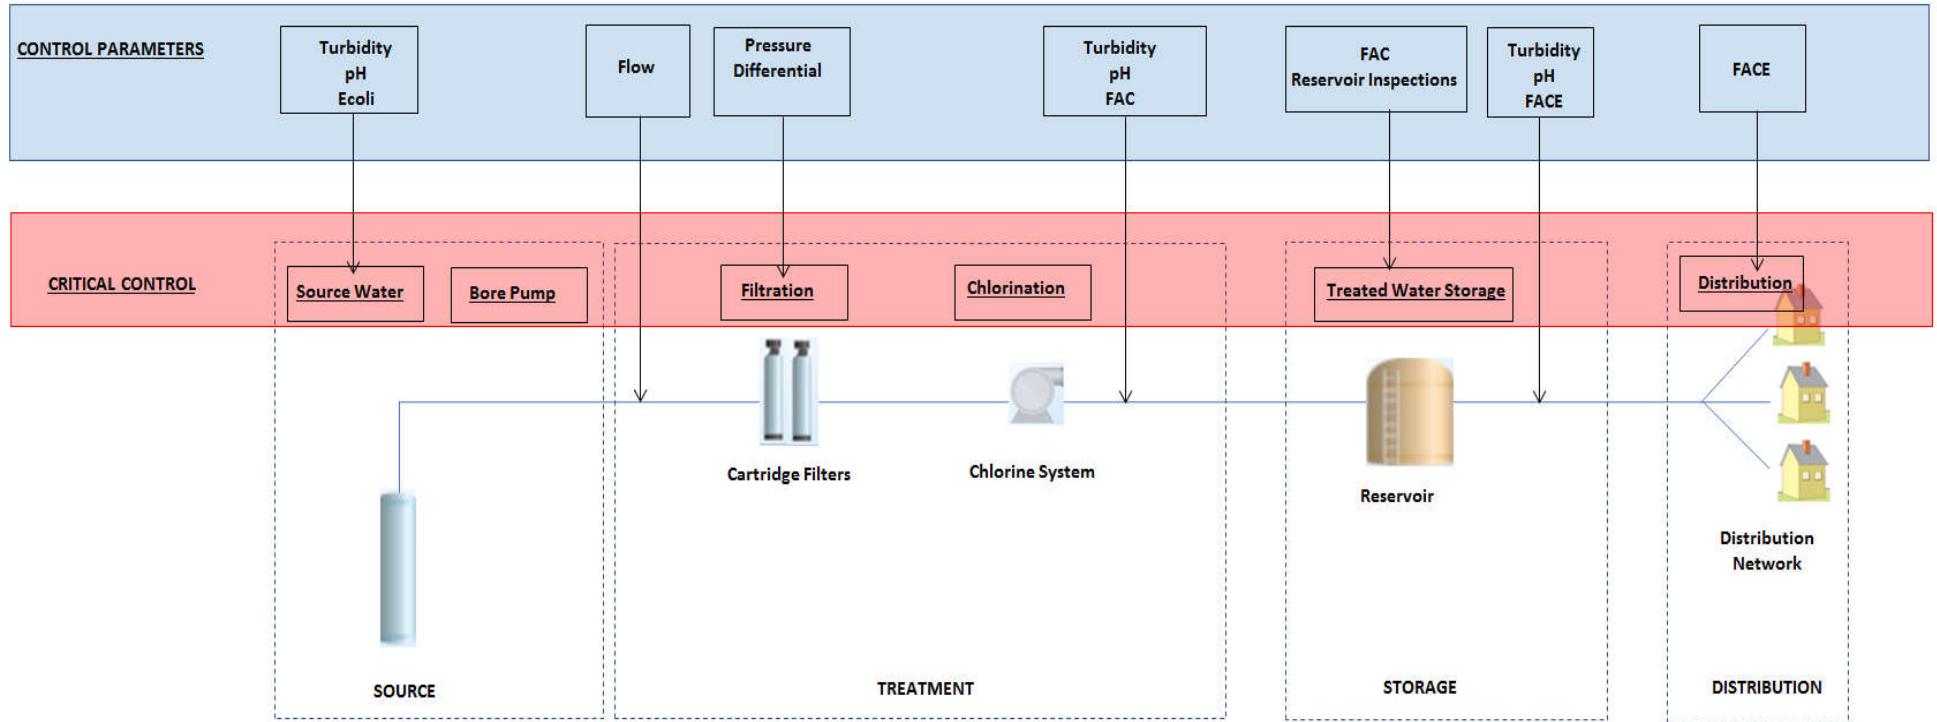 CONTROL PARAMETERS
Turbidity
pH
Ecoli
Flow
Pressure
Differential
Turbidity
pH
FAC
FAC
Reservoir Inspections
Turbidity
pH
FACE
FACE
CRITICAL CONTROL
Source Water
Bore Pump
Filtration
Chlorination
Treated Water Storage
Distribution
Cartridge Filters
Chlorine System
Reservoir
Distribution
Network
SOURCE
TREATMENT
STORAGE
DISTRIBUTION